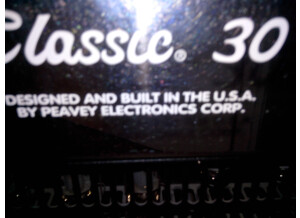 Classic® 30
DESIGNED AND BUILT IN THE U.S.A.
BY PEAVEY ELECTRONICS CORP.